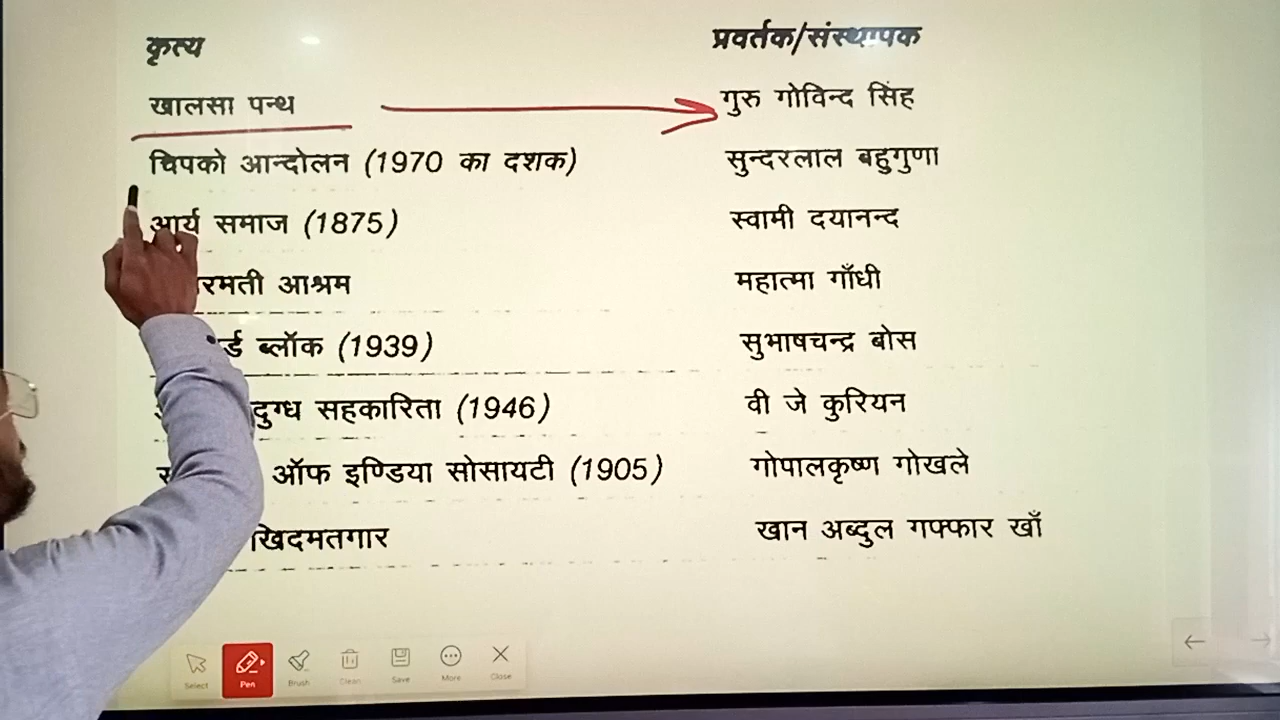 कृत्य प्रवर्तक/संस्थापक
खालसा पन्थ गुरु गोविन्द सिंह
चिपको आन्दोलन (1970 का दशक) सुन्दरलाल बहुगुणा
आर्य समाज (1875) स्वामी दयानन्द
आश्रम महात्मा गाँधी
ब्लॉक (1939) सुभाषचन्द्र बोस
दुग्ध सहकारिता (1946) वी जे कुरियन
ऑफ इण्डिया सोसायटी (1905) गोपालकृष्ण गोखले
खिदमतगार खान अब्दुल गफ्फार खाँ
Select Pen Brush Clean Save More Close